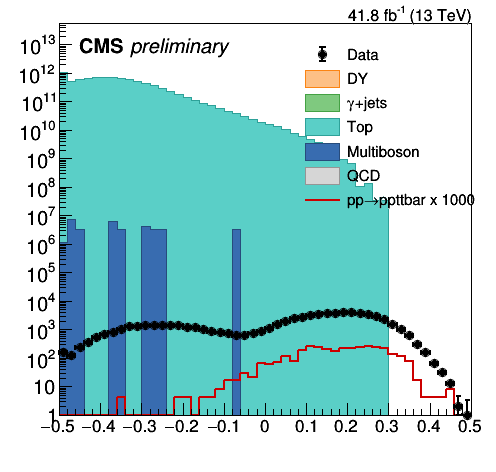 41.8 fb⁻¹ (13 TeV)
CMS preliminary
Data
DY
γ+jets
Top
Multiboson
QCD
pp→ppttbar x 1000
10¹³
10¹²
10¹¹
10¹⁰
10⁹
10⁸
10⁷
10⁶
10⁵
10⁴
10³
10²
10
1
−0.5 −0.4 −0.3 −0.2 −0.1 0 0.1 0.2 0.3 0.4 0.5